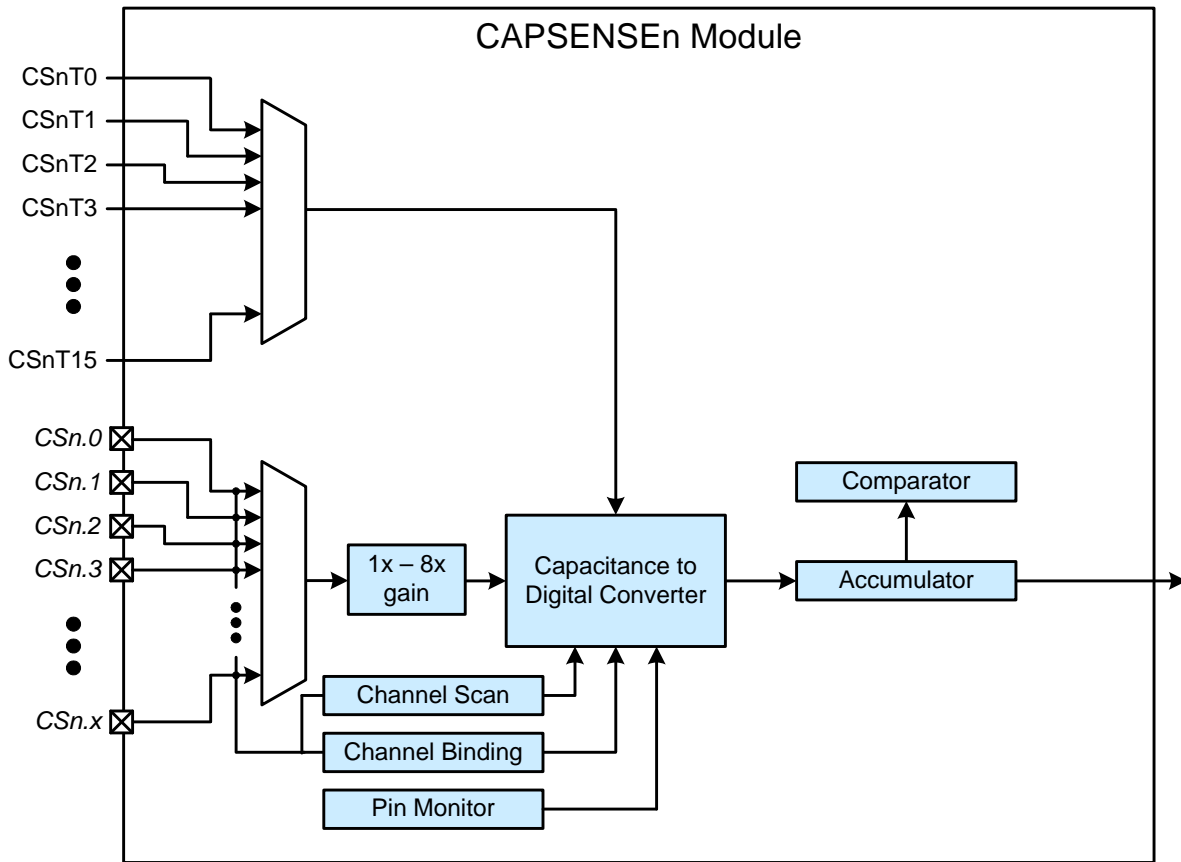 CAPSENSEn Module
CSnT0
CSnT1
CSnT2
CSnT3
CSnT15
CSn.0
CSn.1
CSn.2
CSn.3
CSn.x
1x – 8x
gain
Capacitance to
Digital Converter
Comparator
Accumulator
Channel Scan
Channel Binding
Pin Monitor